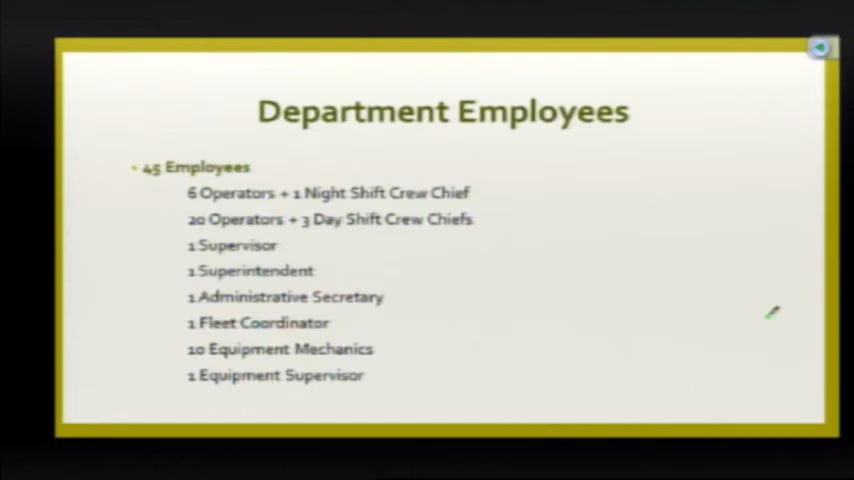 Department Employees
• 45 Employees
6 Operators + 1 Night Shift Crew Chief
20 Operators + 3 Day Shift Crew Chiefs
1 Supervisor
1 Superintendent
1 Administrative Secretary
1 Fleet Coordinator
10 Equipment Mechanics
1 Equipment Supervisor